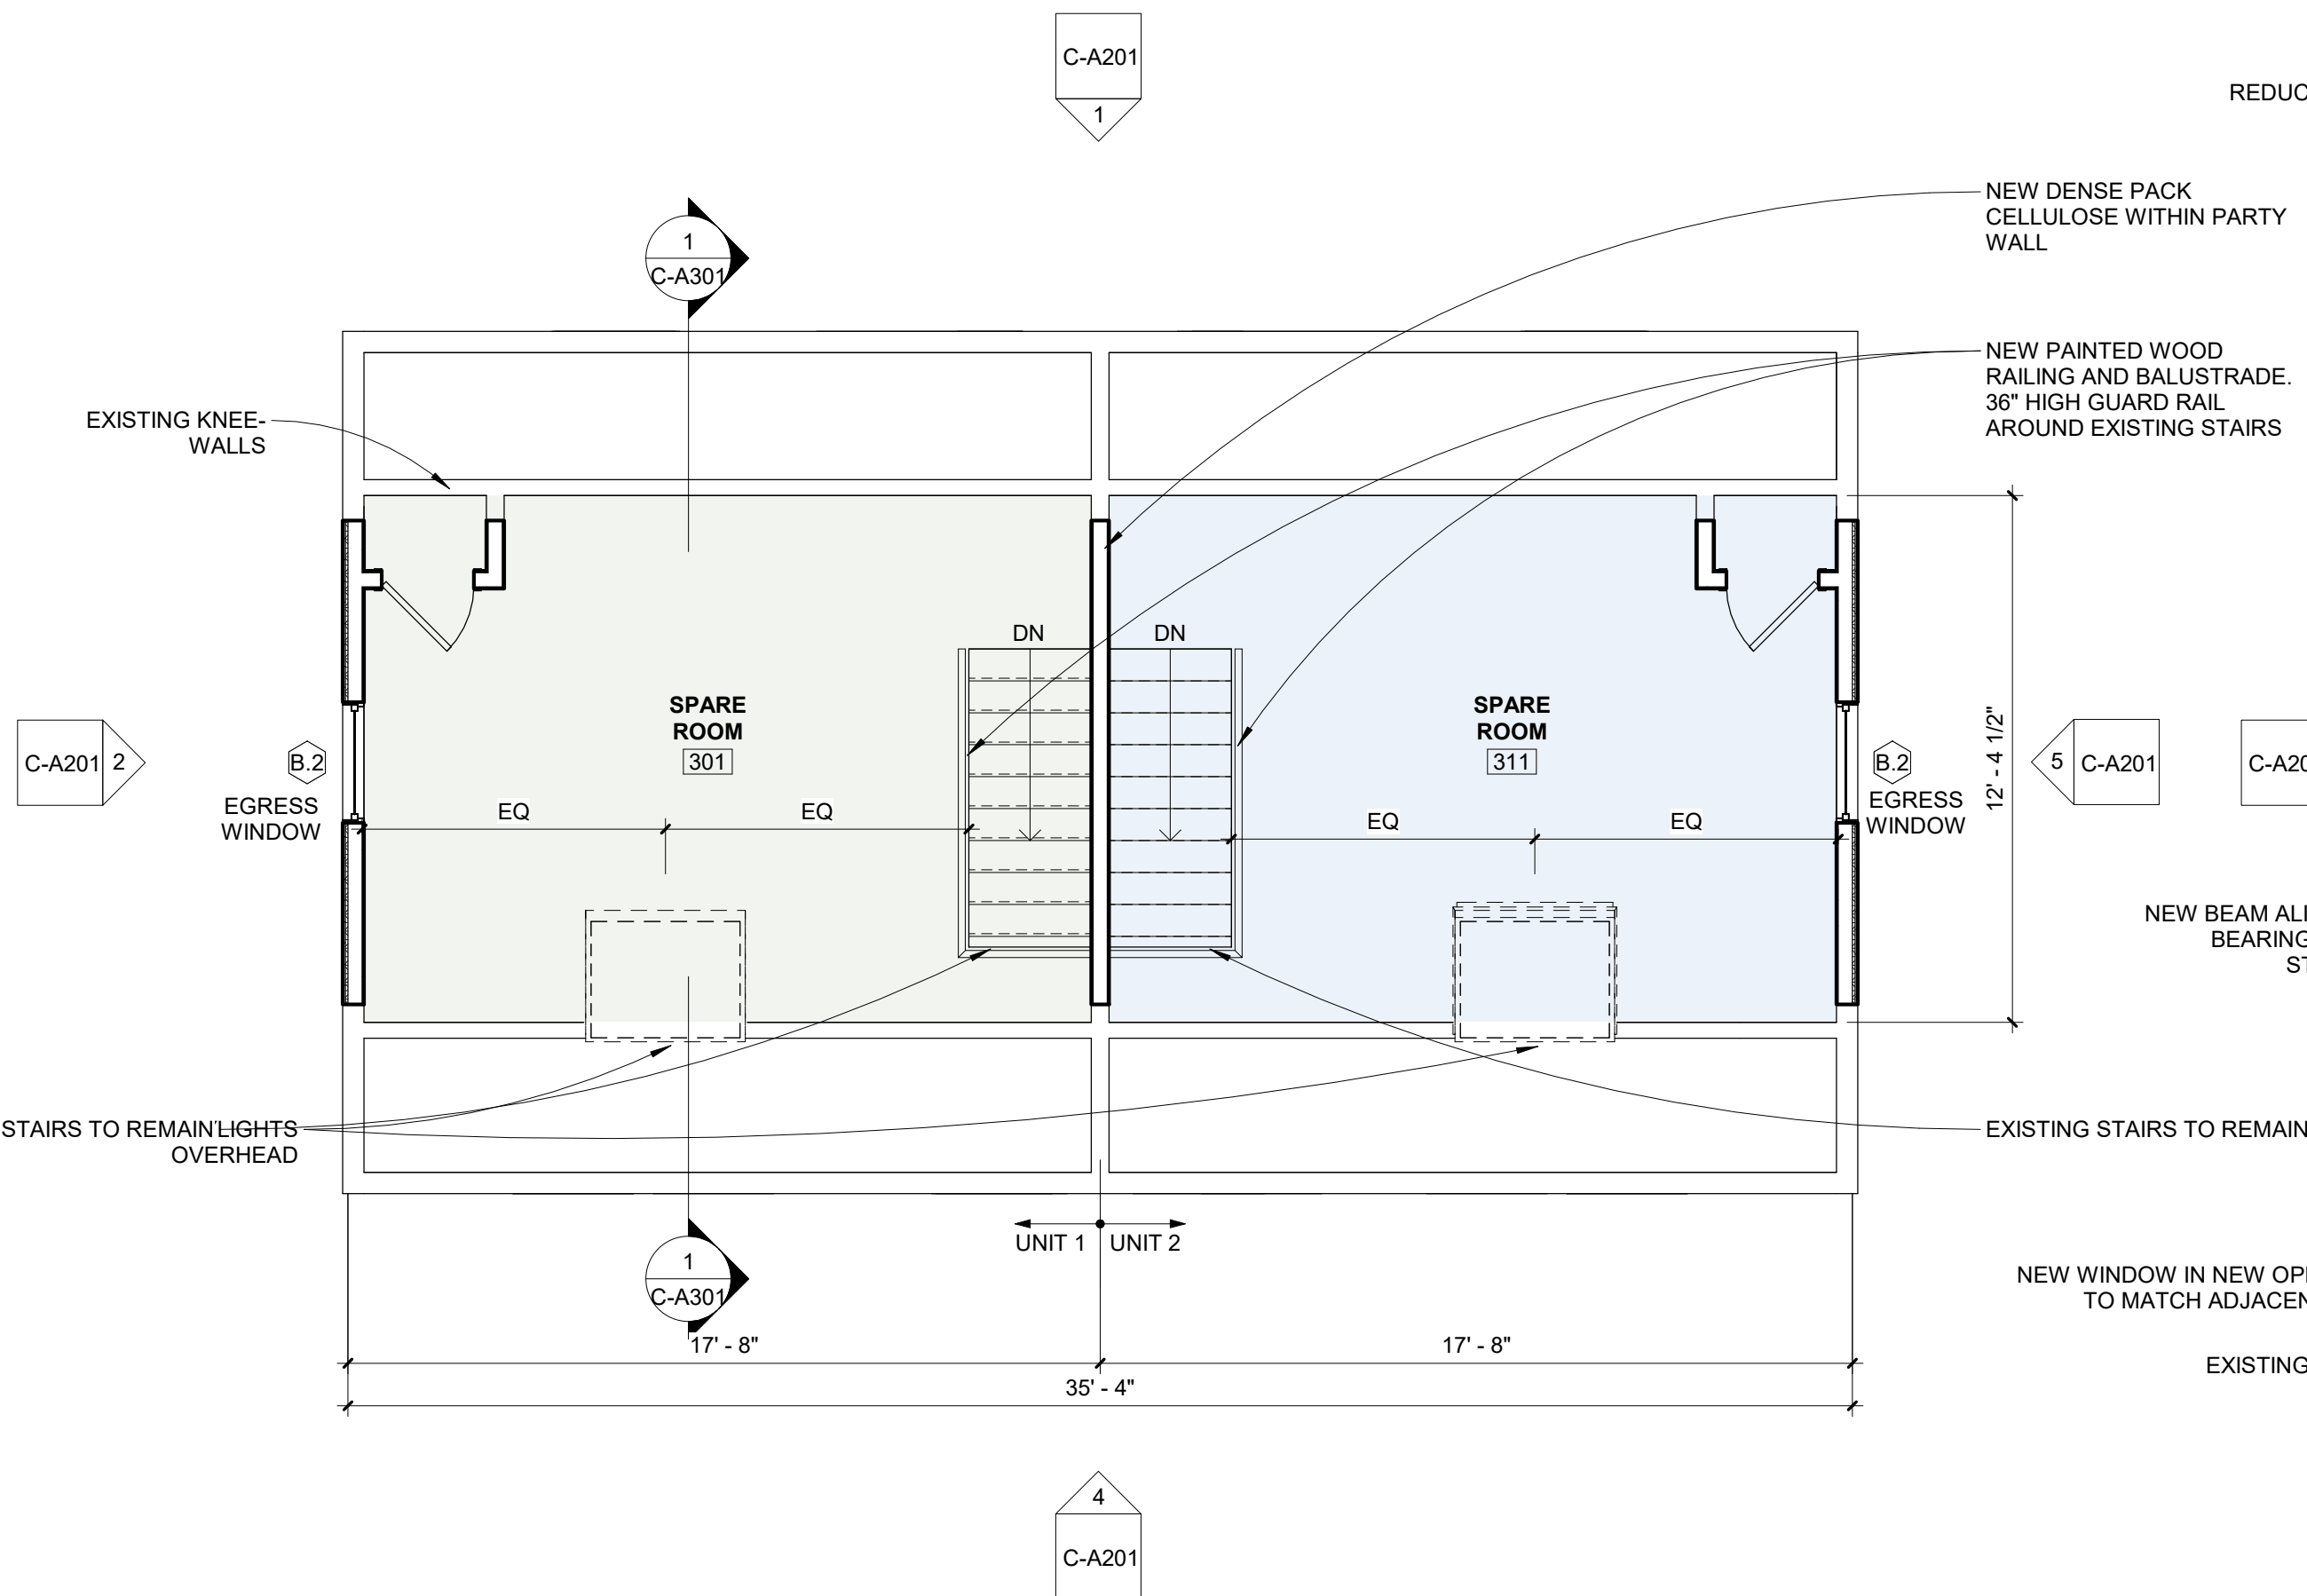 C-A201
1
REDUC
NEW DENSE PACK
CELLULOSE WITHIN PARTY
WALL
1
C-A301
NEW PAINTED WOOD
RAILING AND BALUSTRADE.
36" HIGH GUARD RAIL
AROUND EXISTING STAIRS
EXISTING KNEE-
WALLS
DN
DN
SPARE
ROOM
301
SPARE
ROOM
311
C-A201 2
B.2
EGRESS
WINDOW
EQ
EQ
EQ
EQ
B.2
EGRESS
WINDOW
12' - 4 1/2"
5 C-A201
C-A20
NEW BEAM ALI
BEARING
ST
STAIRS TO REMAIN
LIGHTS
OVERHEAD
EXISTING STAIRS TO REMAIN
UNIT 1
UNIT 2
1
C-A301
NEW WINDOW IN NEW OP
TO MATCH ADJACEN
17' - 8"
17' - 8"
EXISTING
35' - 4"
4
C-A201